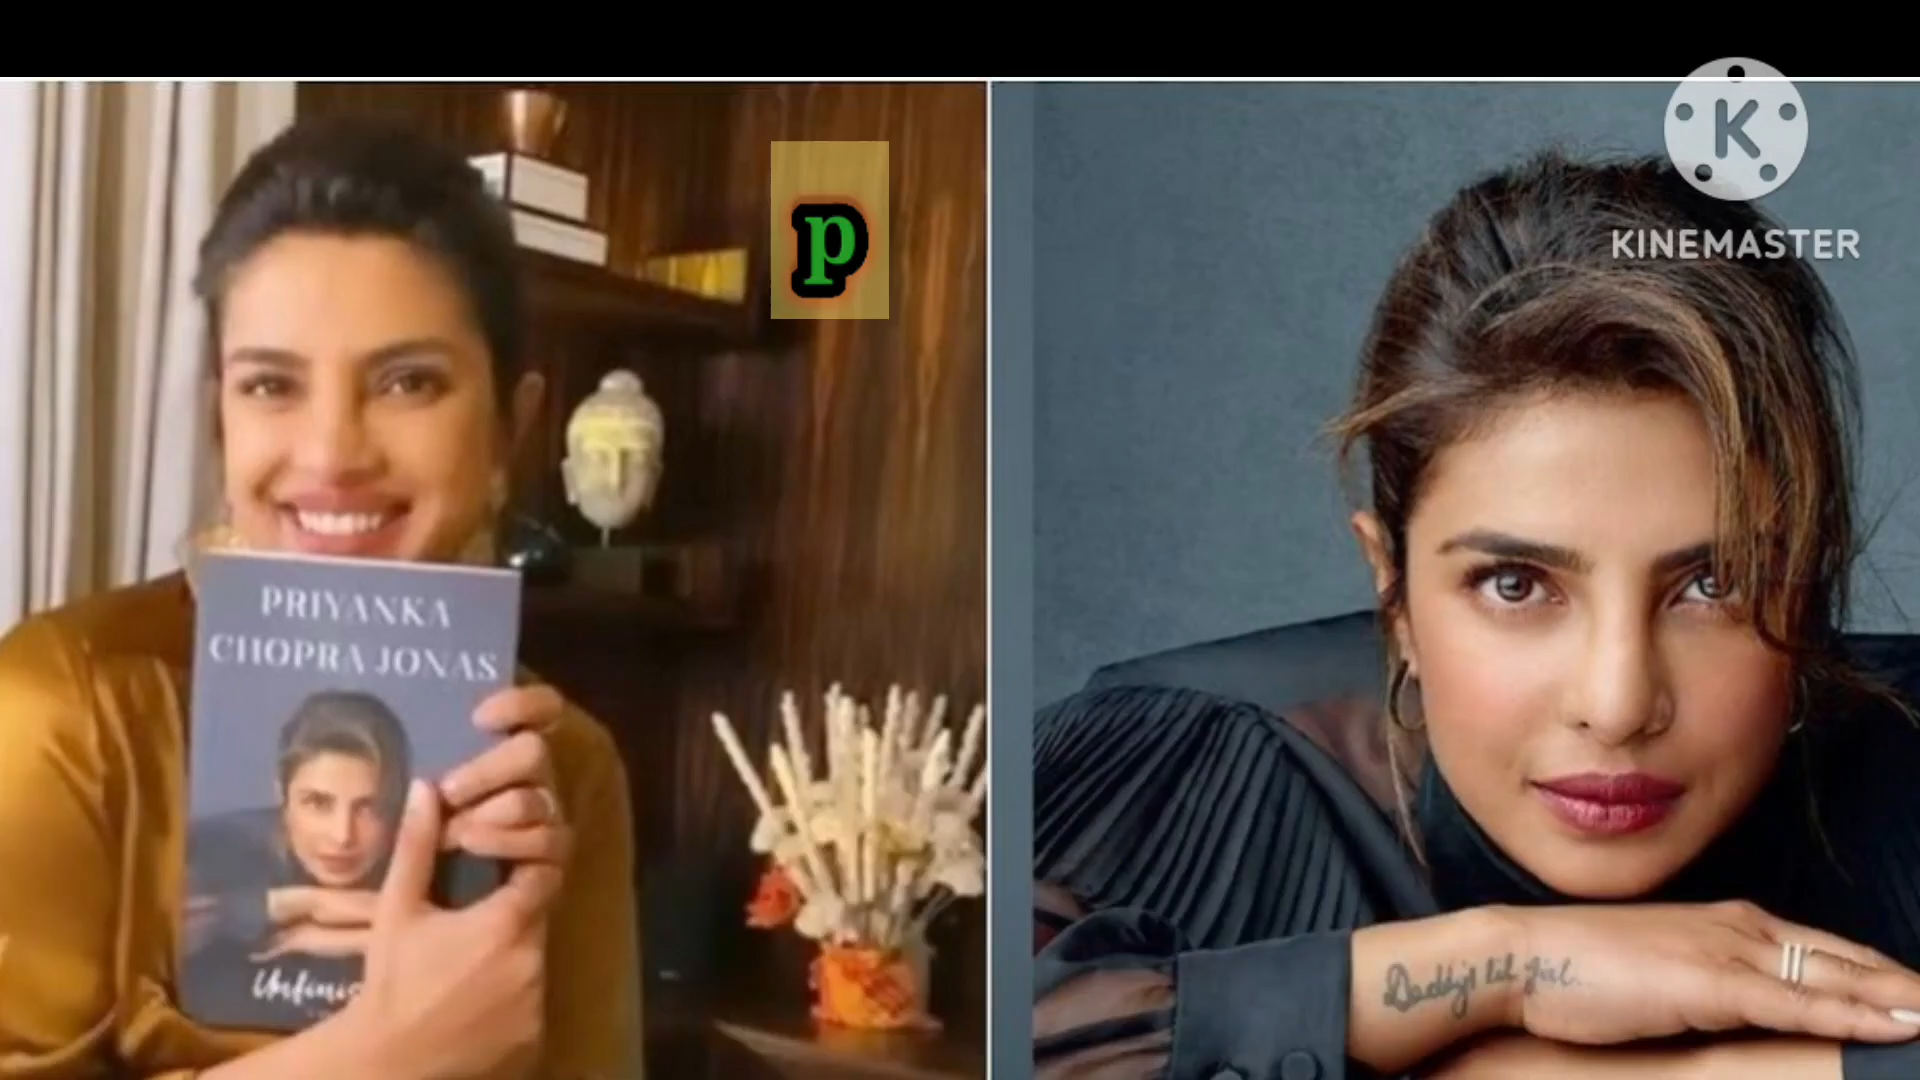 p
K
KINEMASTER
PRIYANKA
CHOPRA JONAS
Daddy's lil girl...